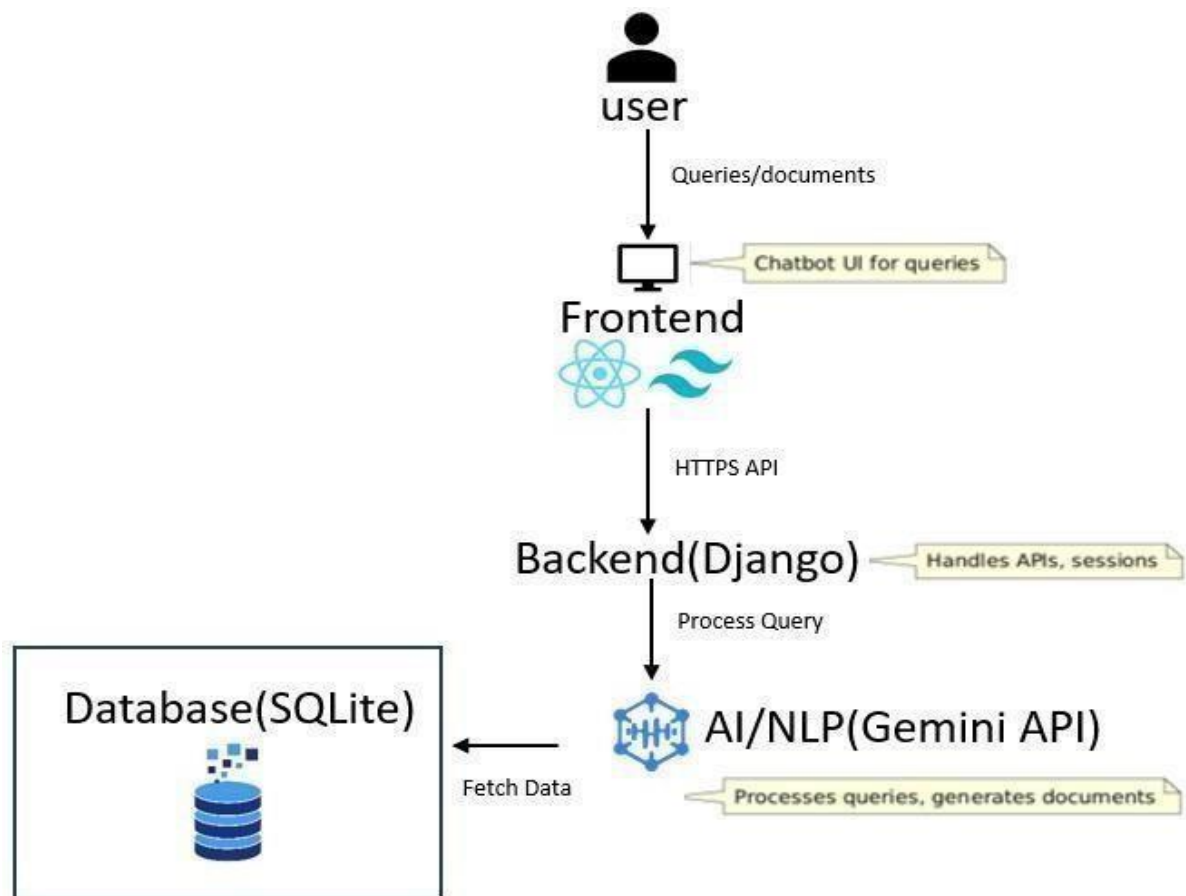 user
Queries/documents
Chatbot UI for queries
Frontend
HTTPS API
Backend(Django)
Handles APIs, sessions
Process Query
Database(SQLite)
AI/NLP(Gemini API)
Fetch Data
Processes queries, generates documents